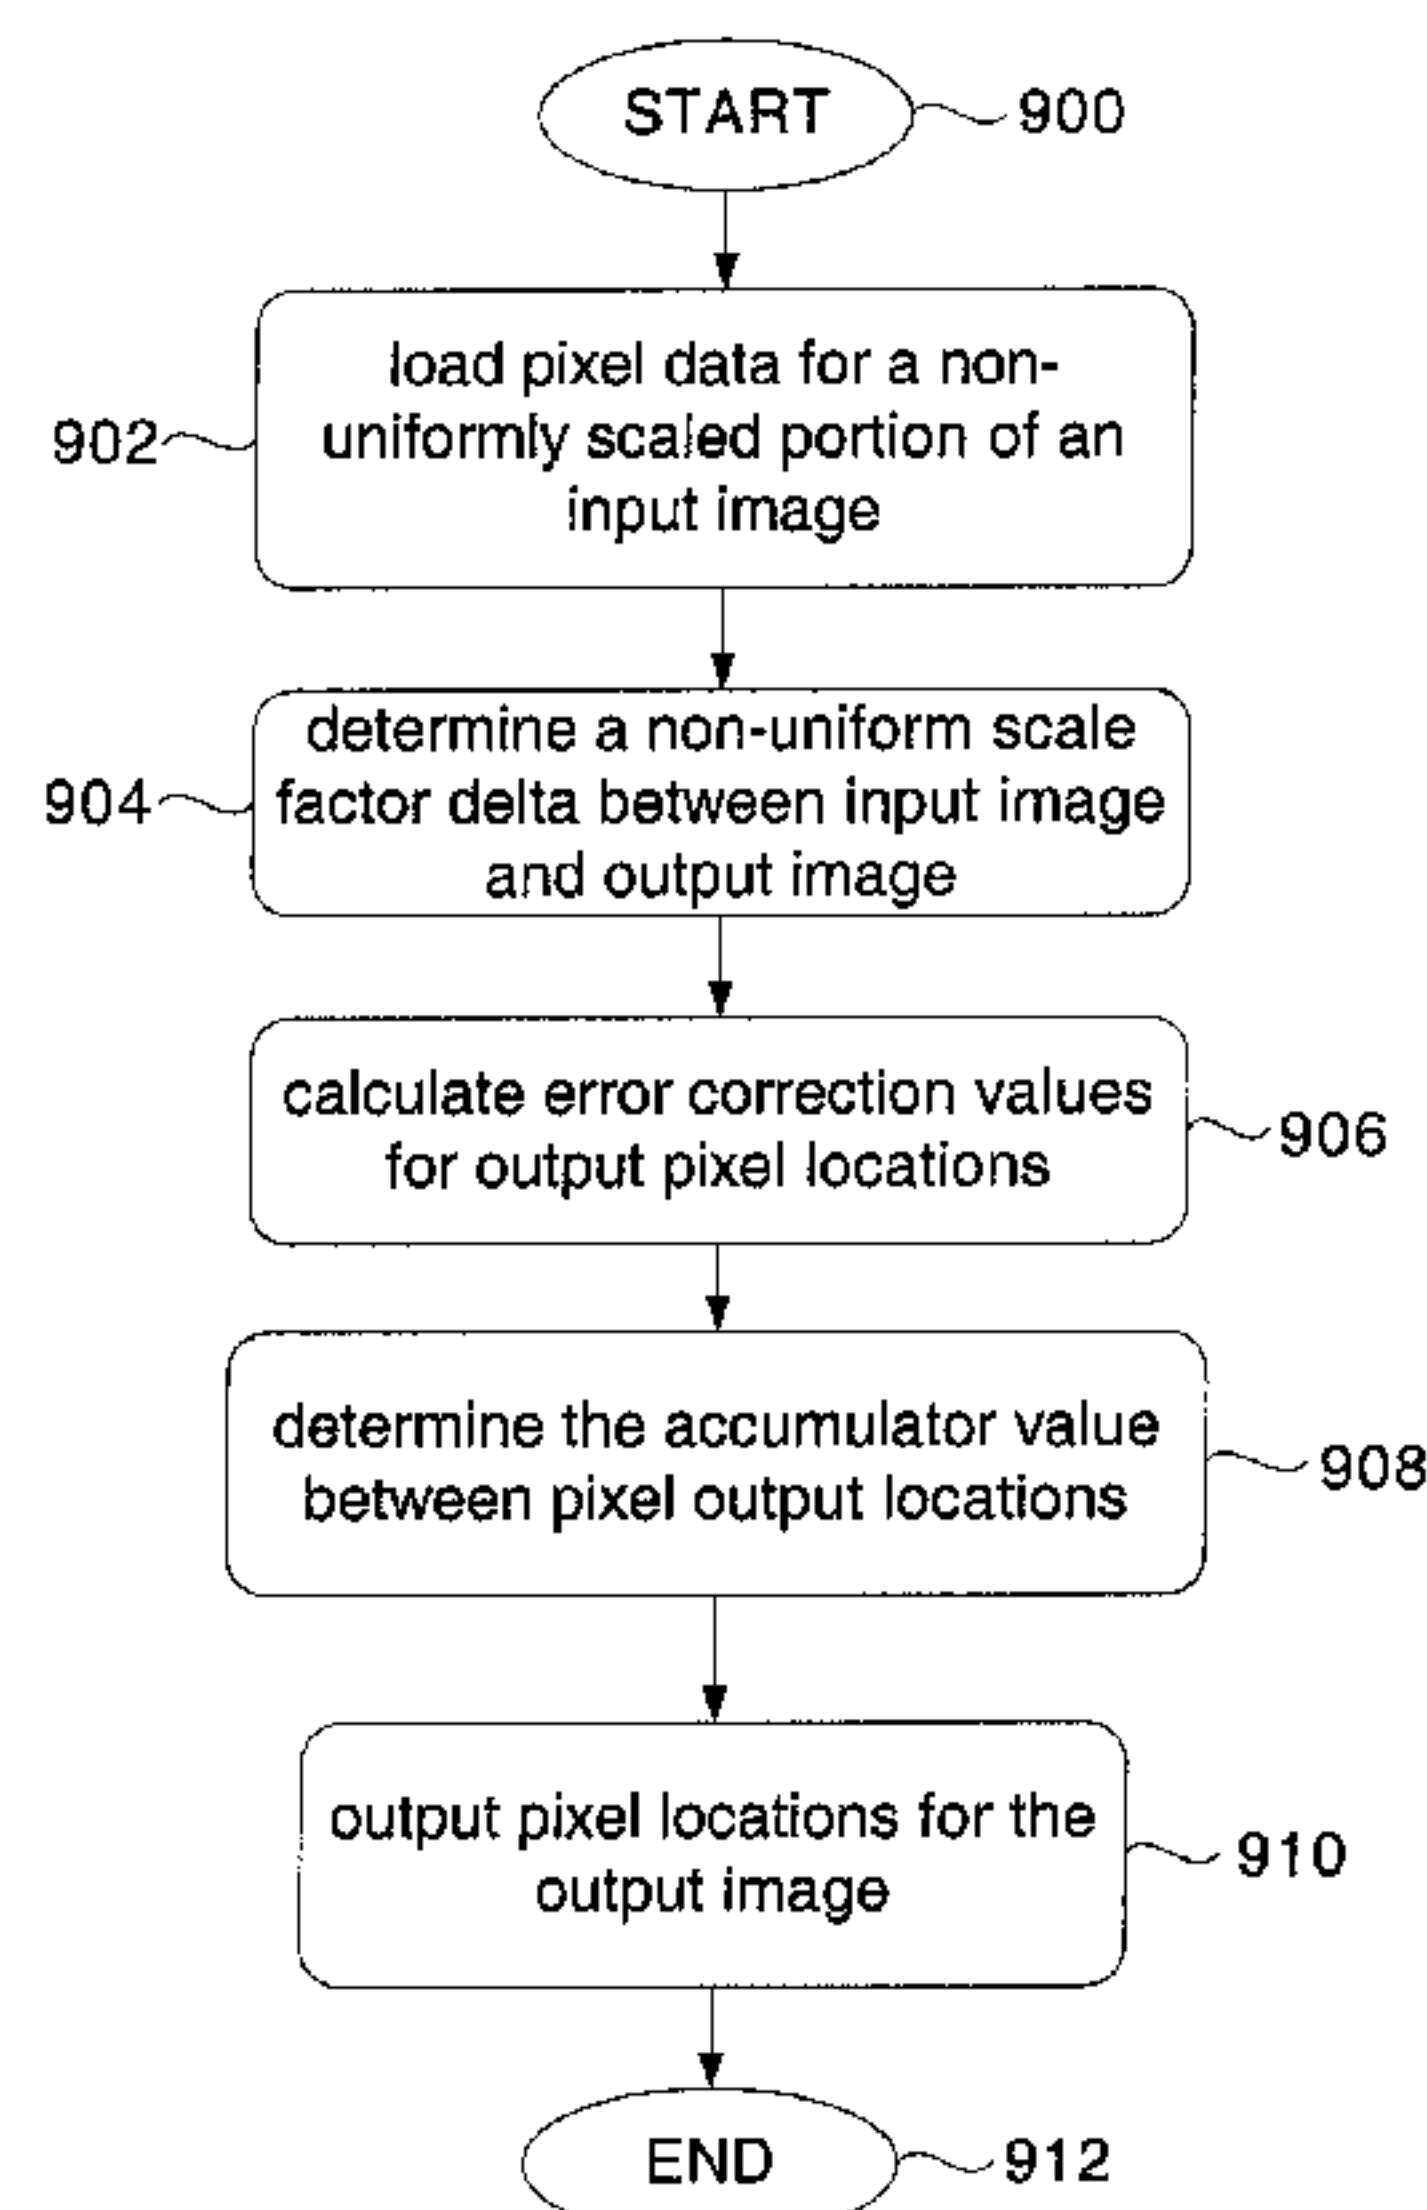 START
900
load pixel data for a non-
uniformly scaled portion of an
input image
902
determine a non-uniform scale
factor delta between input image
and output image
904
calculate error correction values
for output pixel locations
906
determine the accumulator value
between pixel output locations
908
output pixel locations for the
output image
910
END
912